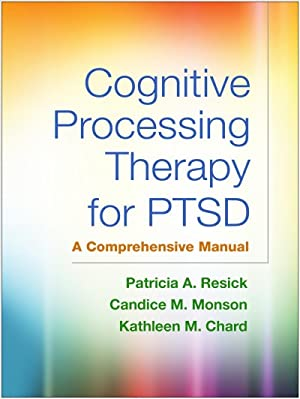 Cognitive
Processing
Therapy
for PTSD
A Comprehensive Manual
Patricia A. Resick
Candice M. Monson
Kathleen M. Chard